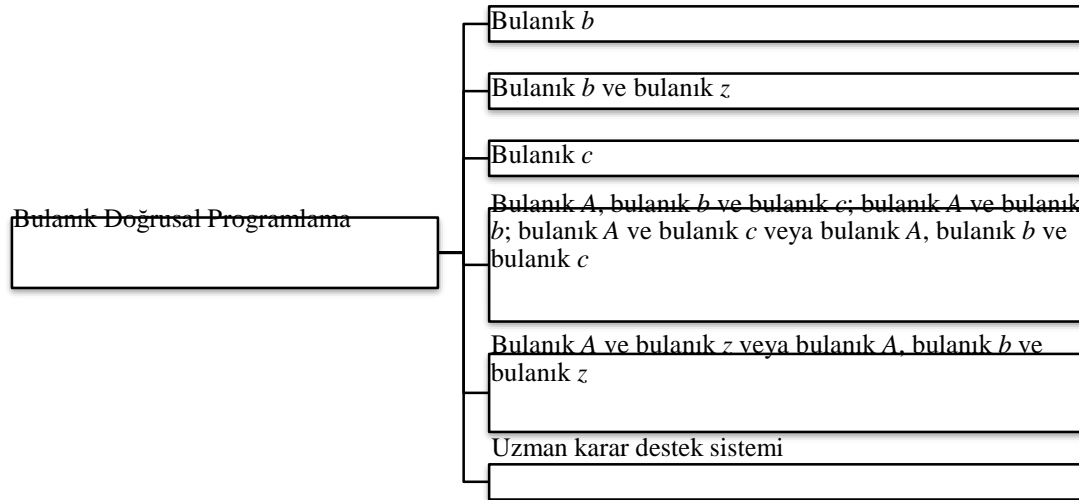 Bulanık b
Bulanık b ve bulanık z
Bulanık c
Bulanık Doğrusal Programlama
Bulanık A, bulanık b ve bulanık c; bulanık A ve bulanık
b; bulanık A ve bulanık c veya bulanık A, bulanık b ve
bulanık c
Bulanık A ve bulanık z veya bulanık A, bulanık b ve
bulanık z
Uzman karar destek sistemi